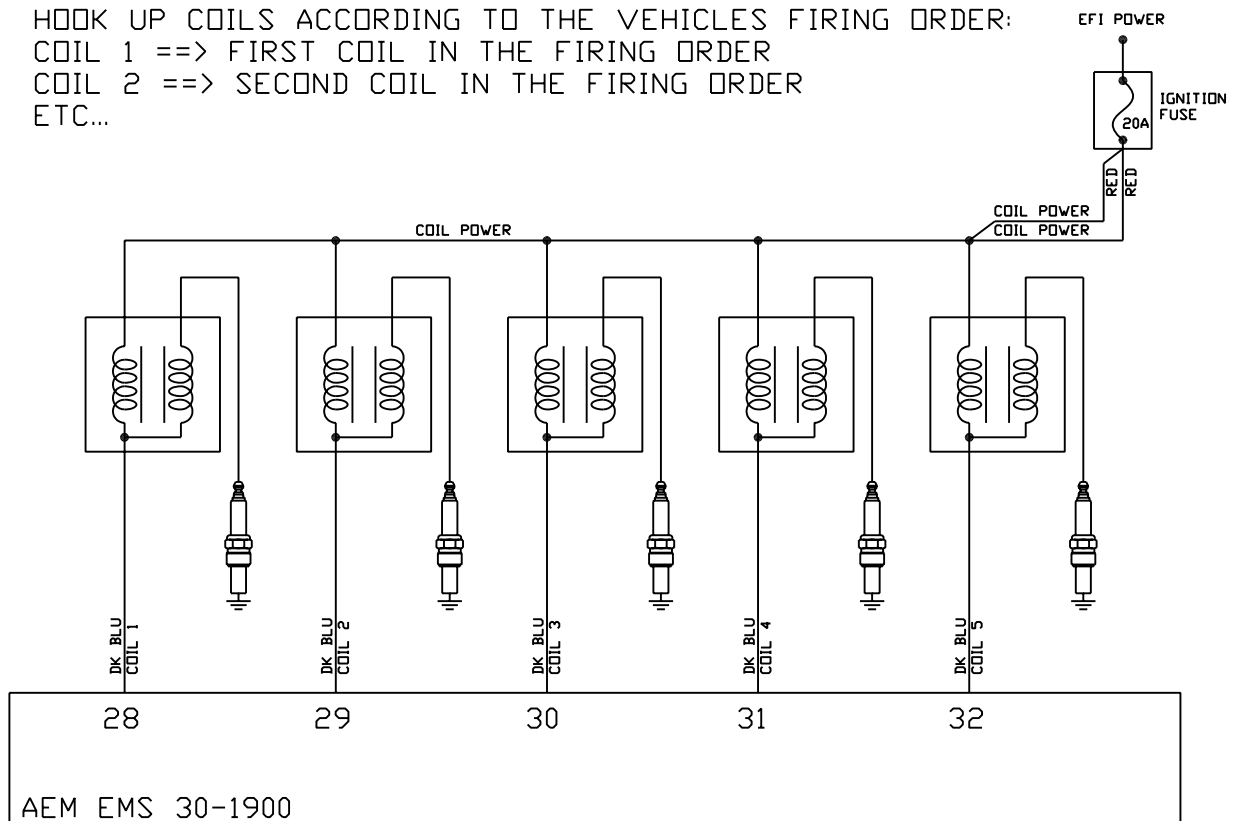 HOOK UP COILS ACCORDING TO THE VEHICLES FIRING ORDER:
COIL 1 ==> FIRST COIL IN THE FIRING ORDER
COIL 2 ==> SECOND COIL IN THE FIRING ORDER
ETC...
EFI POWER
IGNITION
FUSE
20A
RED
RED
COIL POWER
COIL POWER
COIL POWER
DK BLU
COIL 1
DK BLU
COIL 2
DK BLU
COIL 3
DK BLU
COIL 4
DK BLU
COIL 5
28
29
30
31
32
AEM EMS 30-1900